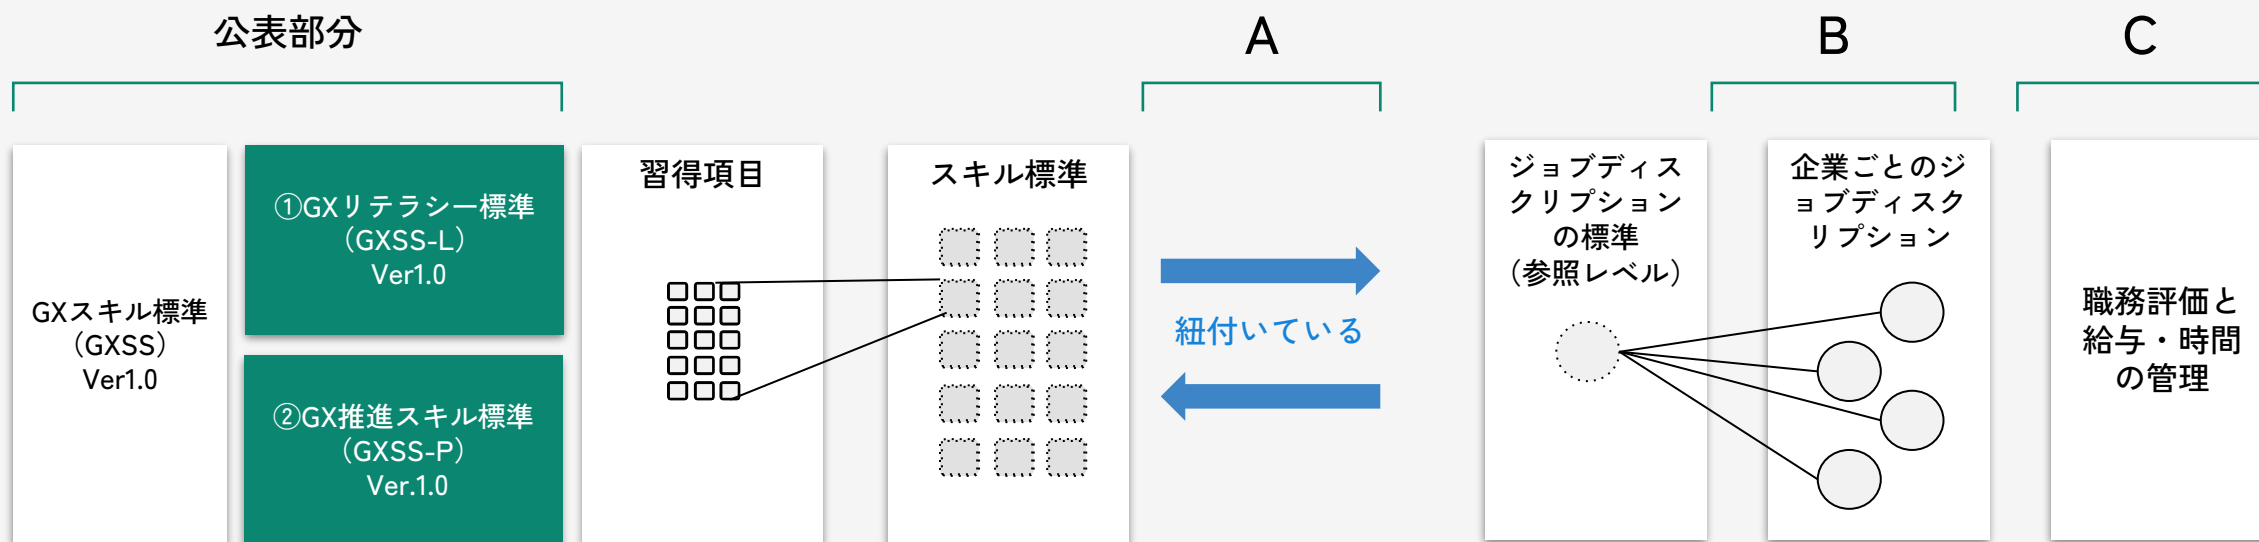 公表部分
A
B
C
GXスキル標準
（GXSS）
Ver1.0
①GXリテラシー標準
（GXSS-L）
Ver1.0
②GX推進スキル標準
（GXSS-P）
Ver.1.0
習得項目
スキル標準
紐付いている
ジョブディス
クリプション
の標準
（参照レベル）
企業ごとのジ
ョブディスク
リプション
職務評価と
給与・時間
の管理